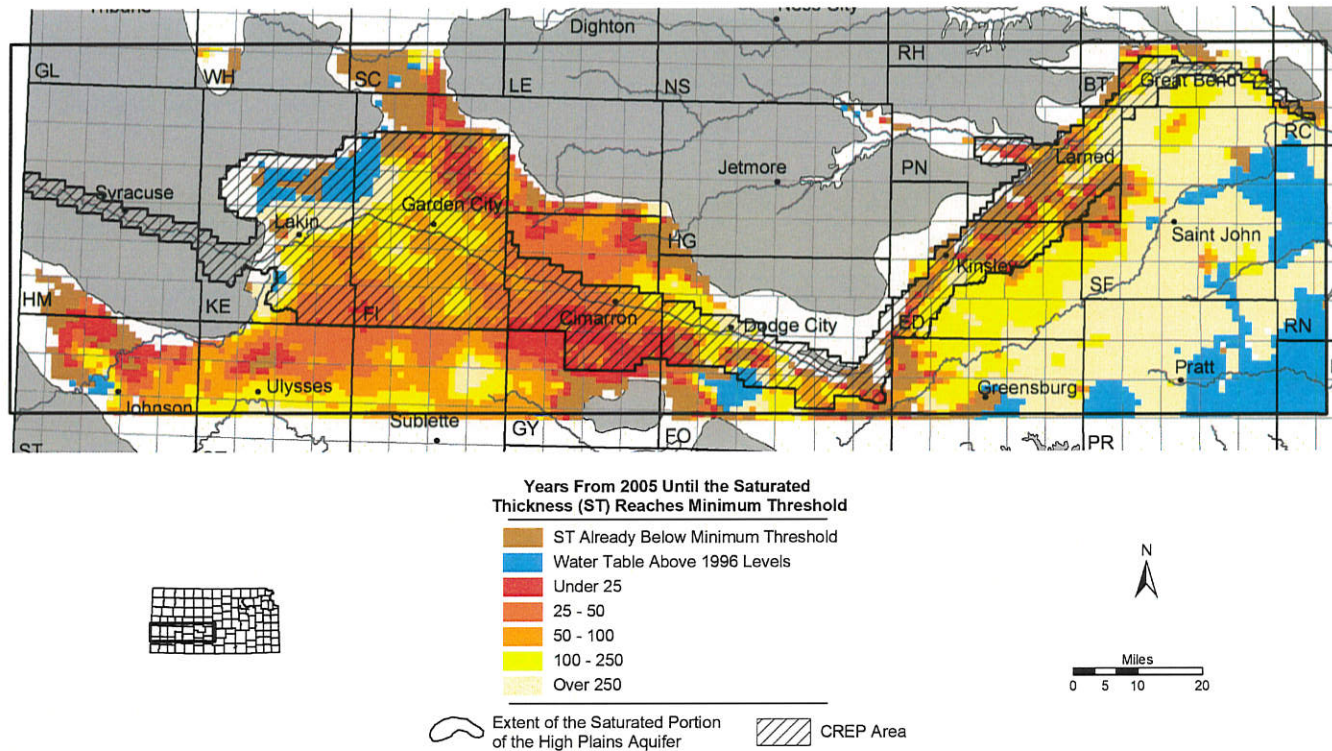 Tribune
Ness City
Dighton
RH
GL
WH
SC
LE
NS
BT
Great Bend
RC
PN
Larned
Jetmore
Syracuse
Garden City
Lakin
HG
Saint John
Kinsley
SF
HM
KE
FI
Cimarron
ED
Dodge City
RN
Pratt
Ulysses
Greensburg
Johnson
Sublette
GY
FO
PR
ST
Years From 2005 Until the Saturated
Thickness (ST) Reaches Minimum Threshold
ST Already Below Minimum Threshold
Water Table Above 1996 Levels
Under 25
25 - 50
50 - 100
100 - 250
Over 250
N
Miles
0 5 10 20
Extent of the Saturated Portion
of the High Plains Aquifer
CREP Area